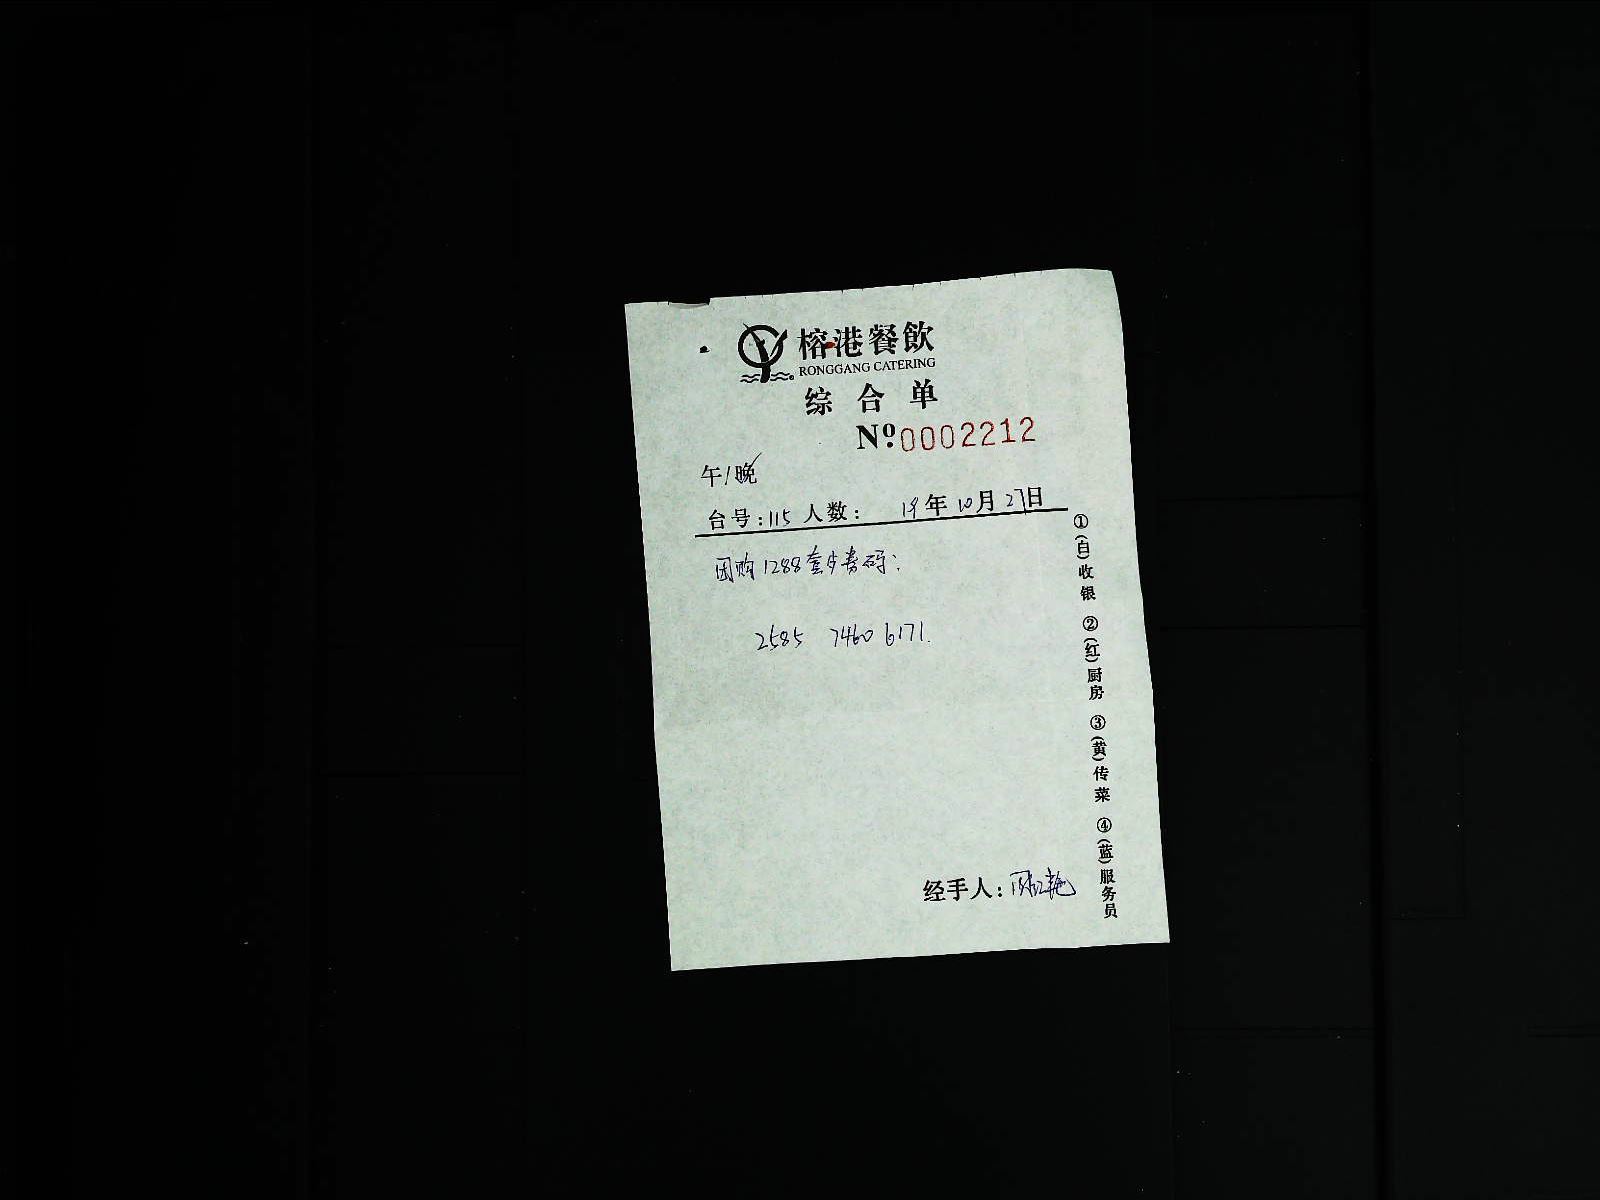 榕港餐飲
RONGGANG CATERING
综合单
Nº 0002212
午/晚
台号:115 人数: 19年10月27日
团购1288套步券码:
2585 7460 6171.
经手人:
①(白)收银 ②(红)厨房 ③(黄)传菜 ④(蓝)服务员